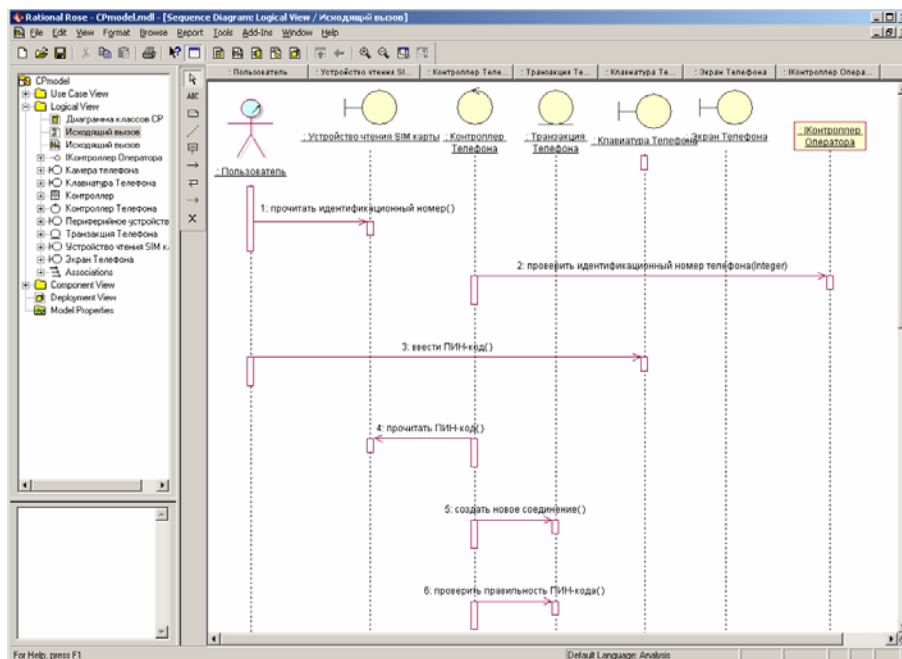 Rational Rose - CPmodel.mdl - [Sequence Diagram: Logical View / Исходящий вызов]
File Edit View Format Browse Report Tools Add-Ins Window Help
: Пользователь
: Устройство чтения SI...
: Контроллер Теле...
: Транзакция Те...
: Клавиатура Те...
: Экран Телефона
: IКонтроллер Опера...
CPmodel
Use Case View
Logical View
Диаграмма классов CP
Исходящий вызов
Исходящий вызов
IКонтроллер Оператора
Камера телефона
Клавиатура Телефона
Контроллер
Контроллер Телефона
Периферийное устройств
Транзакция Телефона
Устройство чтения SIM к
Экран Телефона
Associations
Component View
Deployment View
Model Properties
ABC
: Пользователь
: Устройство чтения SIM карты
: Контроллер
Телефона
: Транзакция
Телефона
: Клавиатура Телефона
: Экран Телефона
: IКонтроллер
Оператора
1: прочитать идентификационный номер()
2: проверить идентификационный номер телефона(Integer)
3: ввести ПИН-код()
4: прочитать ПИН-код()
5: создать новое соединение()
6: проверить правильность ПИН-кода()
For Help, press F1
Default Language: Analysis